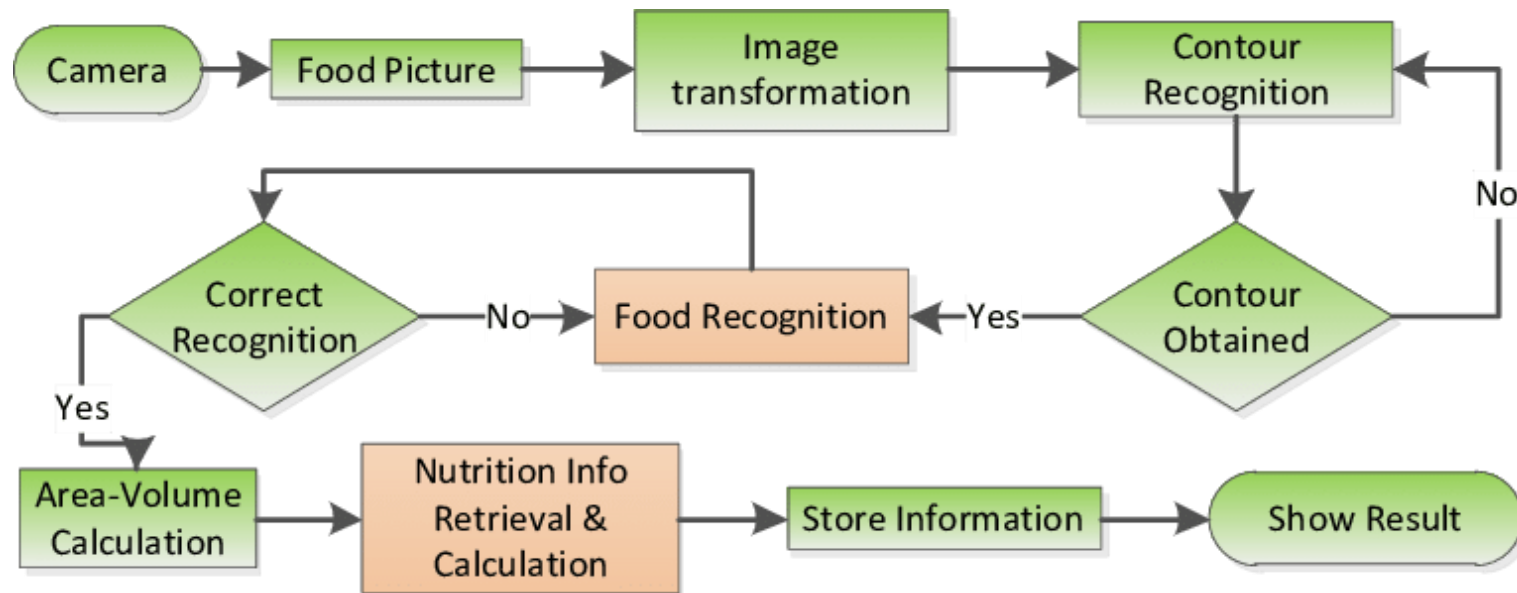 Camera
Food Picture
Image
transformation
Contour
Recognition
No
Correct
Recognition
No
Food Recognition
Yes
Contour
Obtained
Yes
Area-Volume
Calculation
Nutrition Info
Retrieval &
Calculation
Store Information
Show Result